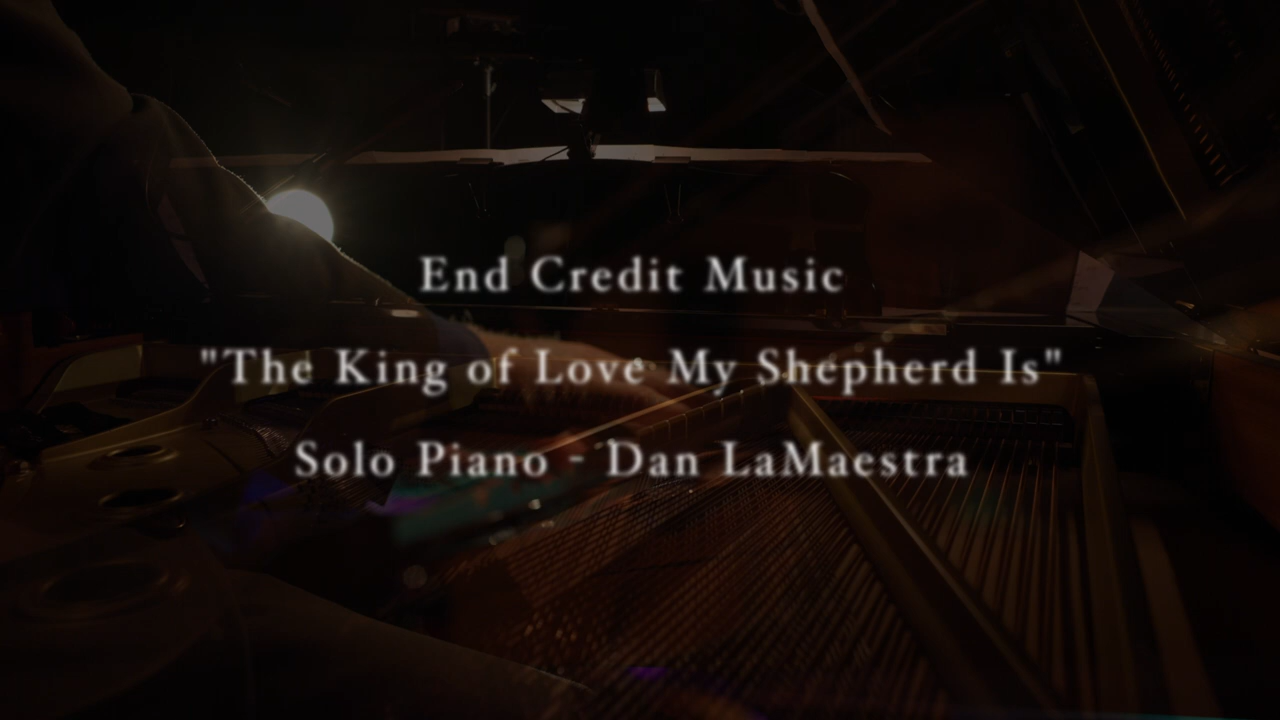 End Credit Music
"The King of Love My Shepherd Is"
Solo Piano - Dan LaMaestra